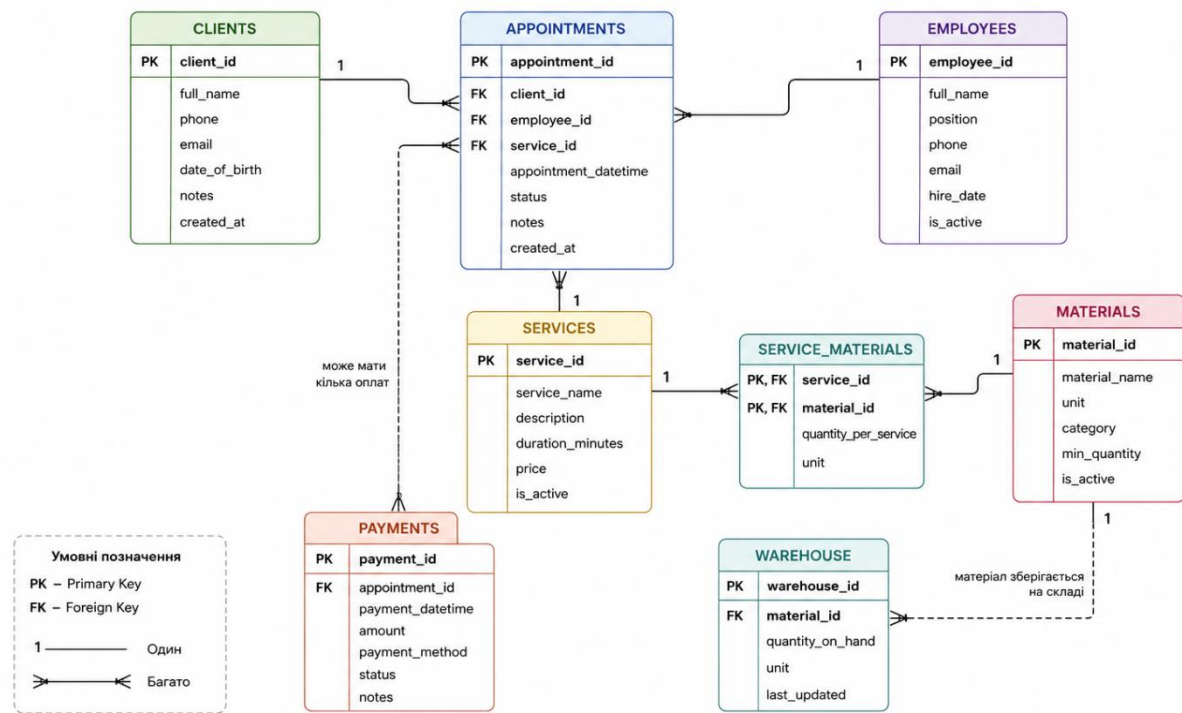 CLIENTS
PK client_id
full_name
phone
email
date_of_birth
notes
created_at
1
APPOINTMENTS
PK appointment_id
FK client_id
FK employee_id
FK service_id
appointment_datetime
status
notes
created_at
1
EMPLOYEES
PK employee_id
full_name
position
phone
email
hire_date
is_active
1
SERVICES
PK service_id
service_name
description
duration_minutes
price
is_active
1
SERVICE_MATERIALS
PK, FK service_id
PK, FK material_id
quantity_per_service
unit
1
MATERIALS
PK material_id
material_name
unit
category
min_quantity
is_active
1
може мати
кілька оплат
PAYMENTS
PK payment_id
FK appointment_id
payment_datetime
amount
payment_method
status
notes
WAREHOUSE
PK warehouse_id
FK material_id
quantity_on_hand
unit
last_updated
матеріал зберігається
на складі
Умовні позначення
PK – Primary Key
FK – Foreign Key
1 Один
Багато